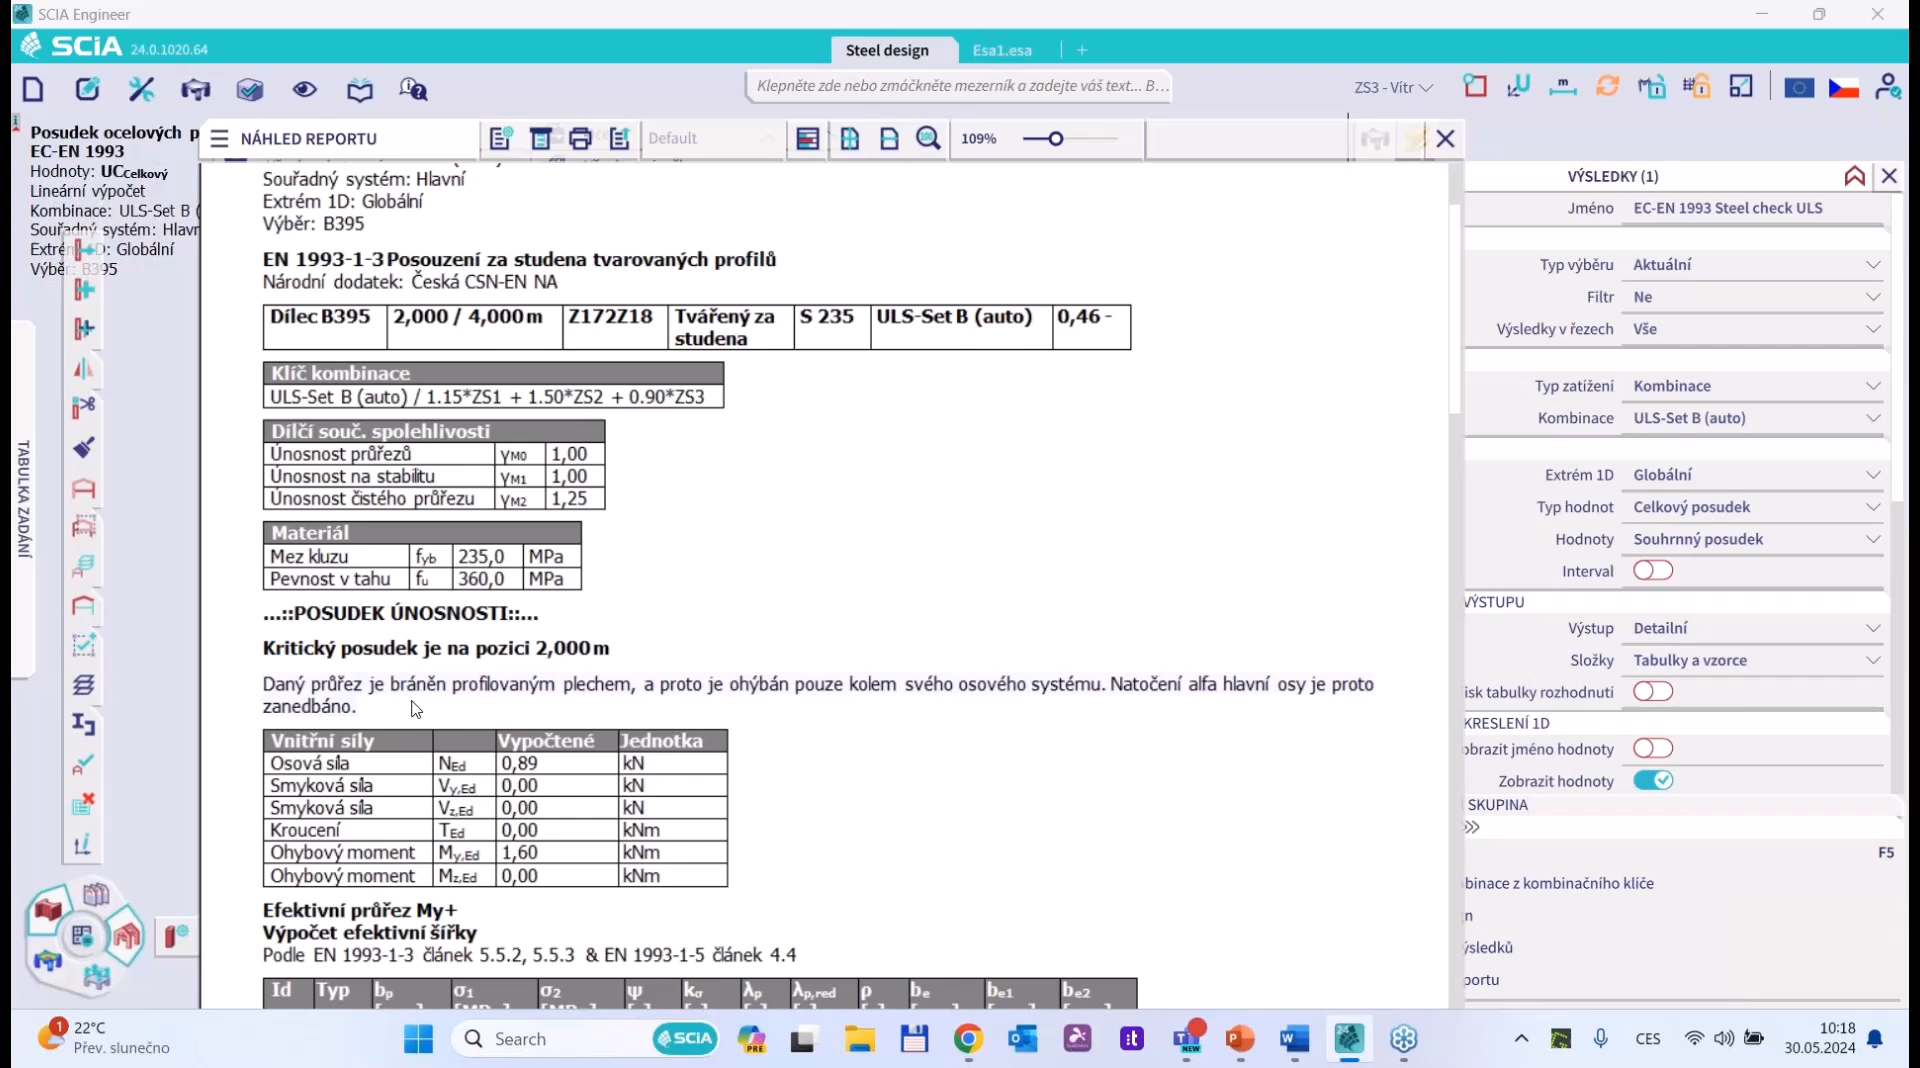 SCIA Engineer
SCIA 24.0.1020.64
Steel design
Esa1.esa
Klepněte zde nebo zmáčkněte mezerník a zadejte váš text... B...
ZS3 - Vítr
Posudek ocelových p
EC-EN 1993
Hodnoty: UCCelkový
Lineární výpočet
Kombinace: ULS-Set B (
Souřadný systém: Hlavr
Extrém 1D: Globální
Výběr: B395
TABULKA ZADÁNÍ
NÁHLED REPORTU
Default
109%
Souřadný systém: Hlavní
Extrém 1D: Globální
Výběr: B395
EN 1993-1-3 Posouzení za studena tvarovaných profilů
Národní dodatek: Česká CSN-EN NA
Dílec B395 2,000 / 4,000 m Z172Z18 Tvářený za studena S 235 ULS-Set B (auto) 0,46 -
Klíč kombinace
ULS-Set B (auto) / 1.15*ZS1 + 1.50*ZS2 + 0.90*ZS3
Dílčí souč. spolehlivosti
Únosnost průřezů γM0 1,00
Únosnost na stabilitu γM1 1,00
Únosnost čistého průřezu γM2 1,25
Materiál
Mez kluzu fyb 235,0 MPa
Pevnost v tahu fu 360,0 MPa
...::POSUDEK ÚNOSNOSTI::...
Kritický posudek je na pozici 2,000 m
Daný průřez je bráněn profilovaným plechem, a proto je ohýbán pouze kolem svého osového systému. Natočení alfa hlavní osy je proto
zanedbáno.
Vnitřní síly Vypočtené Jednotka
Osová síla NEd 0,89 kN
Smyková síla Vy,Ed 0,00 kN
Smyková síla Vz,Ed 0,00 kN
Kroucení TEd 0,00 kNm
Ohybový moment My,Ed 1,60 kNm
Ohybový moment Mz,Ed 0,00 kNm
Efektivní průřez My+
Výpočet efektivní šířky
Podle EN 1993-1-3 článek 5.5.2, 5.5.3 & EN 1993-1-5 článek 4.4
Id Typ bp σ1 σ2 ψ kσ λp λp,red ρ be be1 be2
VÝSLEDKY (1)
Jméno EC-EN 1993 Steel check ULS
Typ výběru Aktuální
Filtr Ne
Výsledky v řezech Vše
Typ zatížení Kombinace
Kombinace ULS-Set B (auto)
Extrém 1D Globální
Typ hodnot Celkový posudek
Hodnoty Souhrnný posudek
Interval
VÝSTUPU
Výstup Detailní
Složky Tabulky a vzorce
isk tabulky rozhodnutí
KRESLENÍ 1D
obrazit jméno hodnoty
Zobrazit hodnoty
SKUPINA
>>>
F5
binace z kombinačního klíče
gn
ýsledků
portu
1
22°C
Přev. slunečno
Search
SCIA
PRE
NEW
CES
10:18
30.05.2024